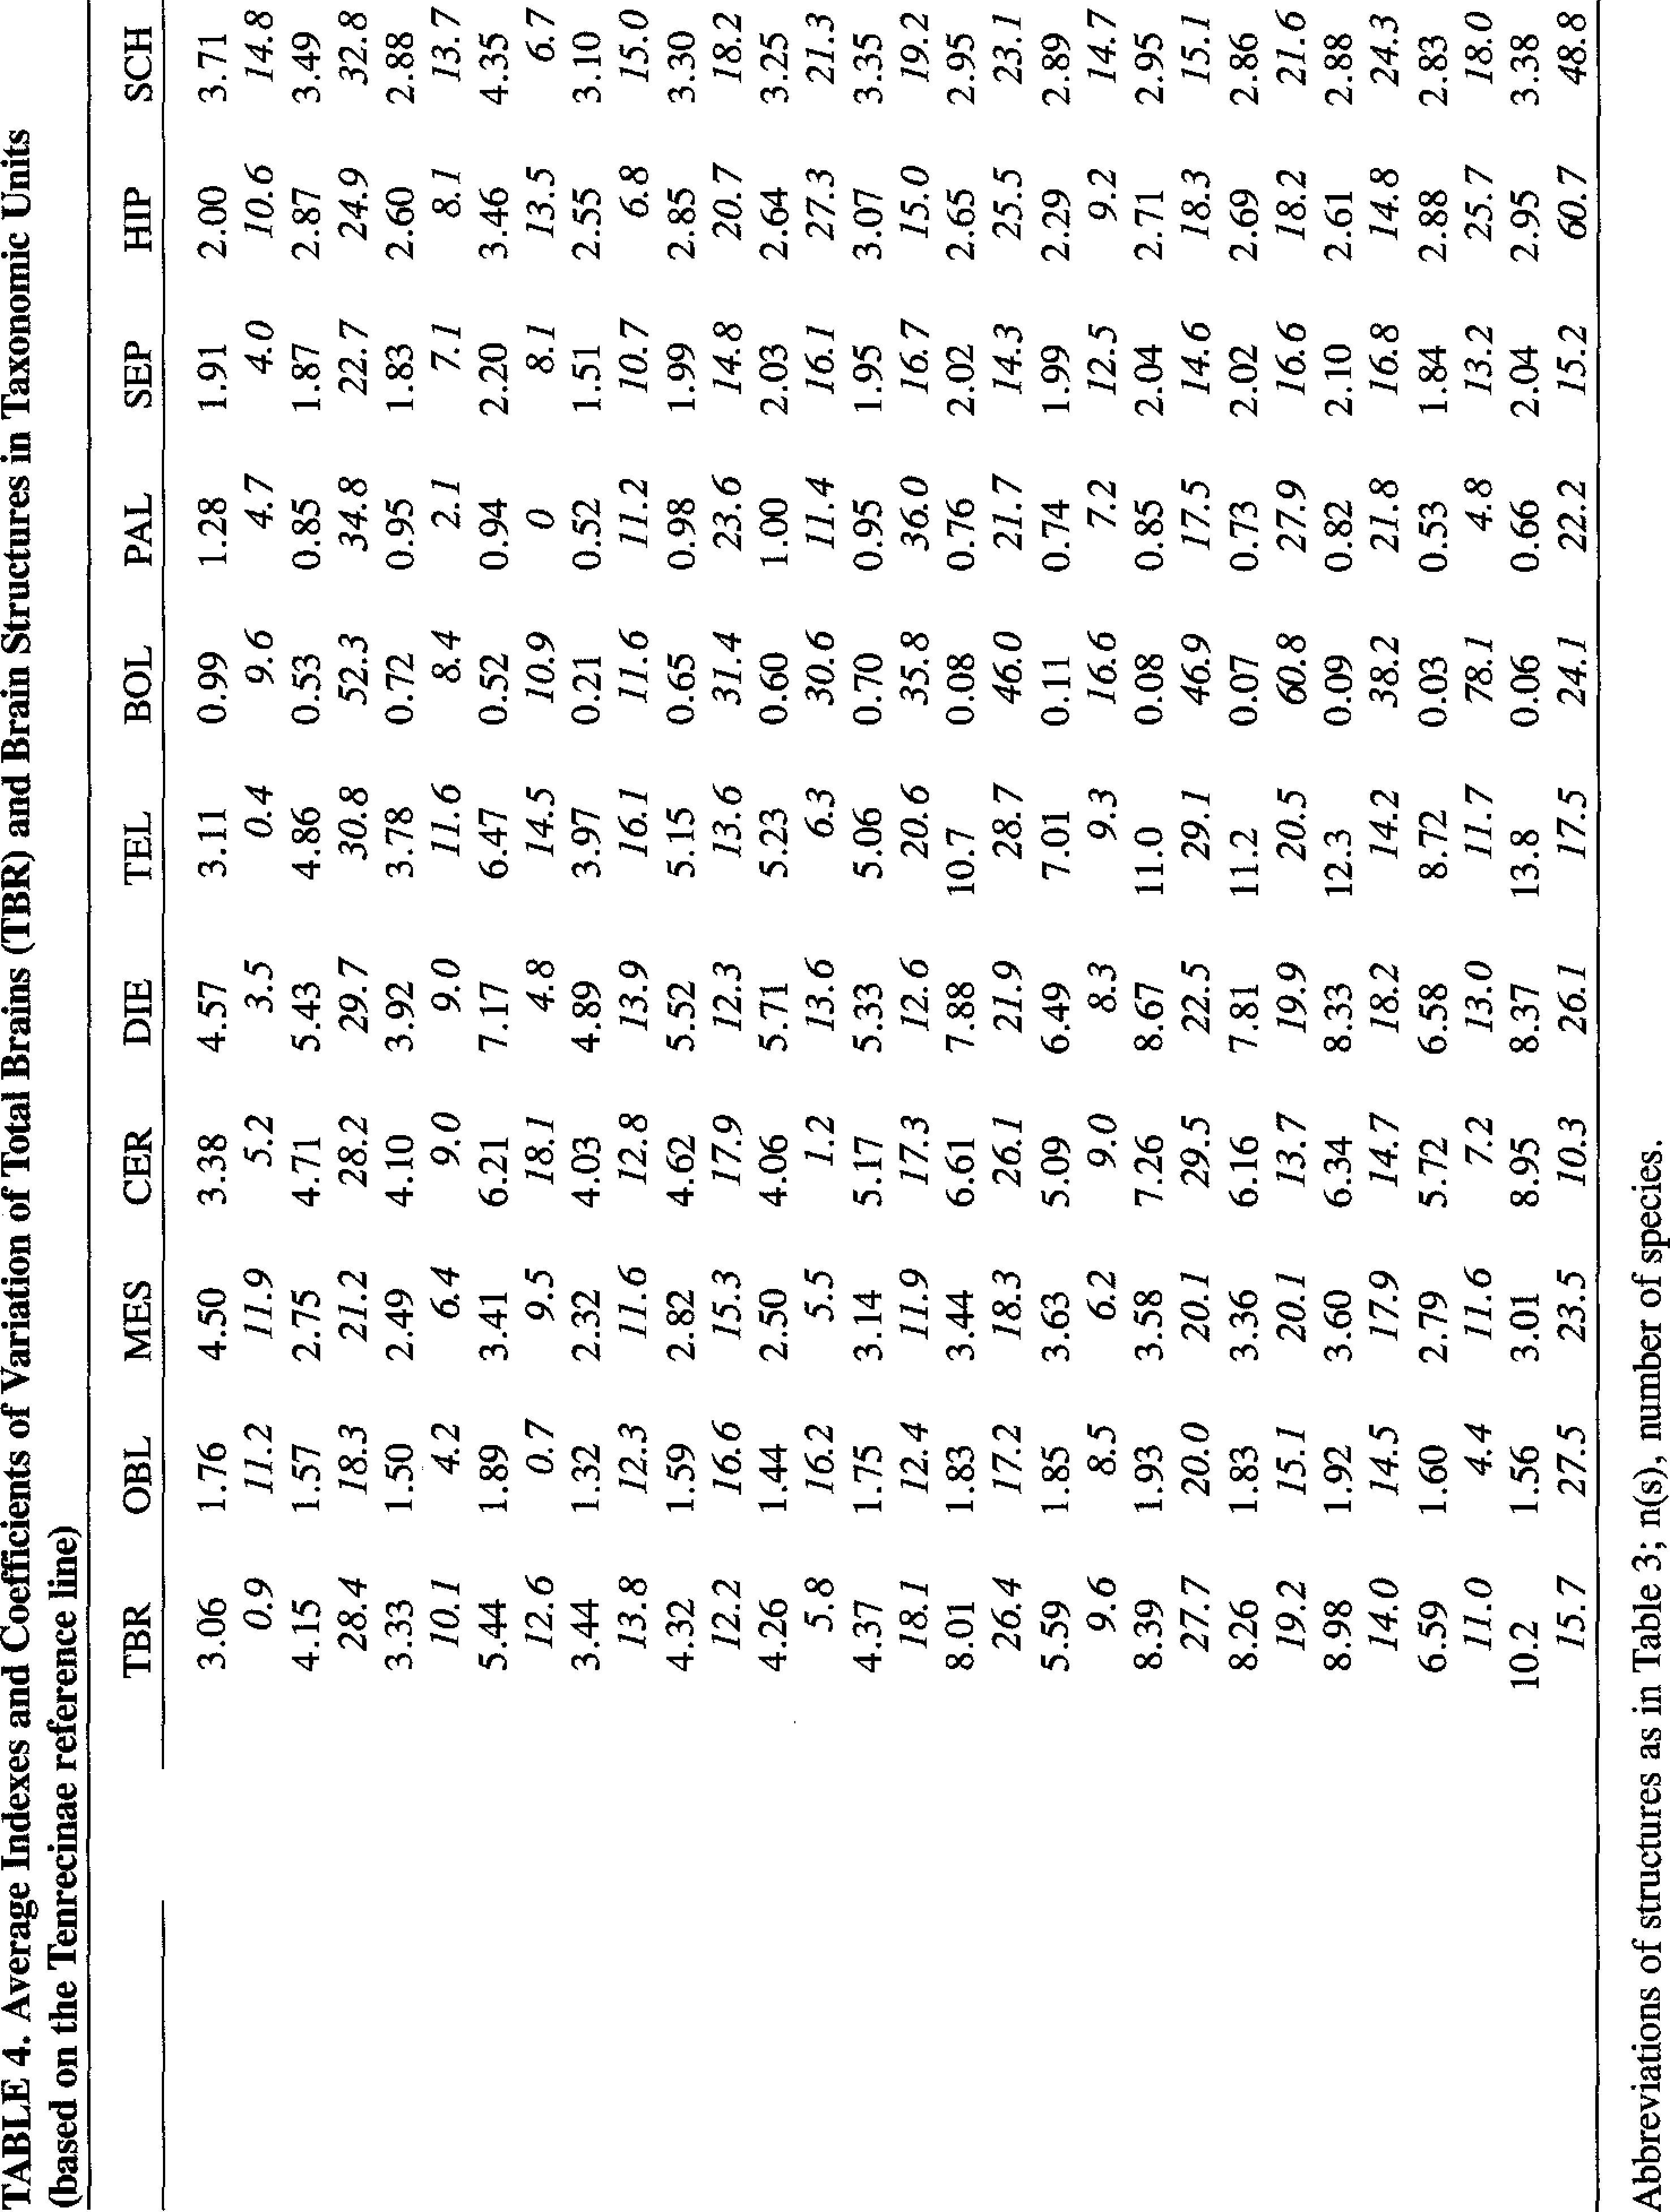 TABLE 4. Average Indexes and Coefficients of Variation of Total Brains (TBR) and Brain Structures in Taxonomic Units
(based on the Tenrecinae reference line)
TBR OBL MES CER DIE TEL BOL PAL SEP HIP SCH
3.06 1.76 4.50 3.38 4.57 3.11 0.99 1.28 1.91 2.00 3.71
0.9 11.2 11.9 5.2 3.5 0.4 9.6 4.7 4.0 10.6 14.8
4.15 1.57 2.75 4.71 5.43 4.86 0.53 0.85 1.87 2.87 3.49
28.4 18.3 21.2 28.2 29.7 30.8 52.3 34.8 22.7 24.9 32.8
3.33 1.50 2.49 4.10 3.92 3.78 0.72 0.95 1.83 2.60 2.88
10.1 4.2 6.4 9.0 9.0 11.6 8.4 2.1 7.1 8.1 13.7
5.44 1.89 3.41 6.21 7.17 6.47 0.52 0.94 2.20 3.46 4.35
12.6 0.7 9.5 18.1 4.8 14.5 10.9 0 8.1 13.5 6.7
3.44 1.32 2.32 4.03 4.89 3.97 0.21 0.52 1.51 2.55 3.10
13.8 12.3 11.6 12.8 13.9 16.1 11.6 11.2 10.7 6.8 15.0
4.32 1.59 2.82 4.62 5.52 5.15 0.65 0.98 1.99 2.85 3.30
12.2 16.6 15.3 17.9 12.3 13.6 31.4 23.6 14.8 20.7 18.2
4.26 1.44 2.50 4.06 5.71 5.23 0.60 1.00 2.03 2.64 3.25
5.8 16.2 5.5 1.2 13.6 6.3 30.6 11.4 16.1 27.3 21.3
4.37 1.75 3.14 5.17 5.33 5.06 0.70 0.95 1.95 3.07 3.35
18.1 12.4 11.9 17.3 12.6 20.6 35.8 36.0 16.7 15.0 19.2
8.01 1.83 3.44 6.61 7.88 10.7 0.08 0.76 2.02 2.65 2.95
26.4 17.2 18.3 26.1 21.9 28.7 46.0 21.7 14.3 25.5 23.1
5.59 1.85 3.63 5.09 6.49 7.01 0.11 0.74 1.99 2.29 2.89
9.6 8.5 6.2 9.0 8.3 9.3 16.6 7.2 12.5 9.2 14.7
8.39 1.93 3.58 7.26 8.67 11.0 0.08 0.85 2.04 2.71 2.95
27.7 20.0 20.1 29.5 22.5 29.1 46.9 17.5 14.6 18.3 15.1
8.26 1.83 3.36 6.16 7.81 11.2 0.07 0.73 2.02 2.69 2.86
19.2 15.1 20.1 13.7 19.9 20.5 60.8 27.9 16.6 18.2 21.6
8.98 1.92 3.60 6.34 8.33 12.3 0.09 0.82 2.10 2.61 2.88
14.0 14.5 17.9 14.7 18.2 14.2 38.2 21.8 16.8 14.8 24.3
6.59 1.60 2.79 5.72 6.58 8.72 0.03 0.53 1.84 2.88 2.83
11.0 4.4 11.6 7.2 13.0 11.7 78.1 4.8 13.2 25.7 18.0
10.2 1.56 3.01 8.95 8.37 13.8 0.06 0.66 2.04 2.95 3.38
15.7 27.5 23.5 10.3 26.1 17.5 24.1 22.2 15.2 60.7 48.8
Abbreviations of structures as in Table 3; n(s), number of species.